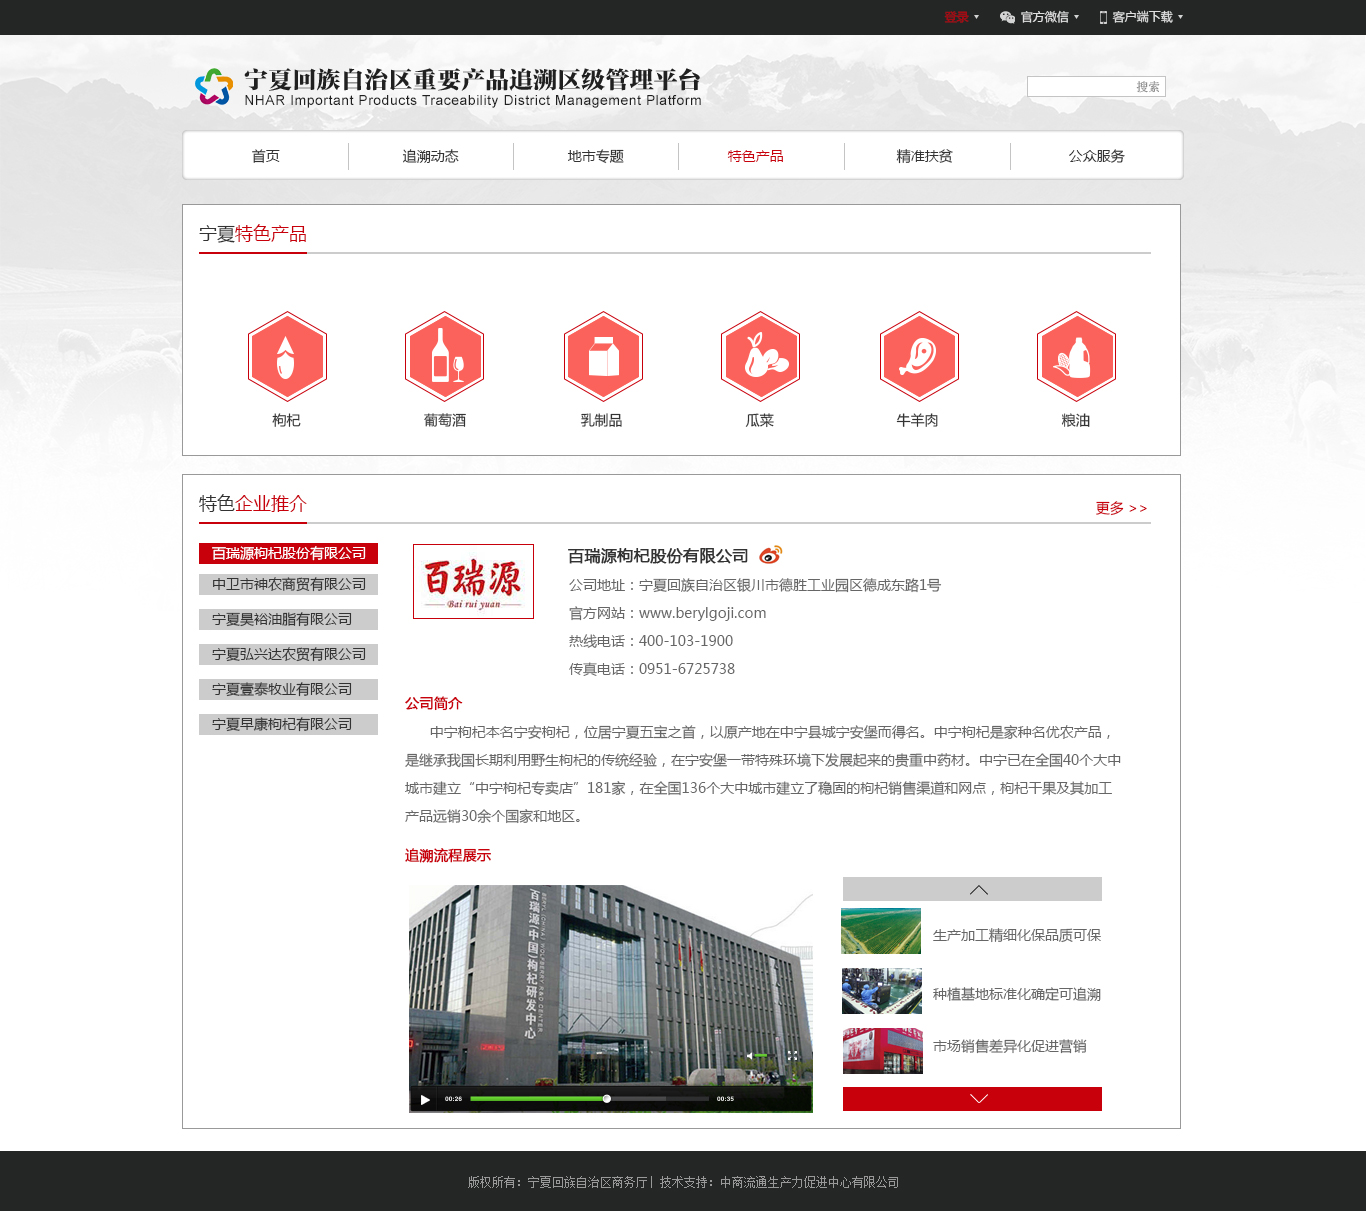 登录 官方微信 客户端下载
宁夏回族自治区重要产品追溯区级管理平台
NHAR Important Products Traceability District Management Platform
搜索
首页 追溯动态 地市专题 特色产品 精准扶贫 公众服务
宁夏特色产品
枸杞 葡萄酒 乳制品 瓜菜 牛羊肉 粮油
特色企业推介
更多 >>
百瑞源枸杞股份有限公司
中卫市神农商贸有限公司
宁夏昊裕油脂有限公司
宁夏弘兴达农贸有限公司
宁夏壹泰牧业有限公司
宁夏早康枸杞有限公司
百瑞源
Bai rui yuan
百瑞源枸杞股份有限公司
公司地址：宁夏回族自治区银川市德胜工业园区德成东路1号
官方网站：www.berylgoji.com
热线电话：400-103-1900
传真电话：0951-6725738
公司简介
中宁枸杞本名宁安枸杞，位居宁夏五宝之首，以原产地在中宁县城宁安堡而得名。中宁枸杞是家种名优农产品，
是继承我国长期利用野生枸杞的传统经验，在宁安堡一带特殊环境下发展起来的贵重中药材。中宁已在全国40个大中
城市建立“中宁枸杞专卖店”181家，在全国136个大中城市建立了稳固的枸杞销售渠道和网点，枸杞干果及其加工
产品远销30余个国家和地区。
追溯流程展示
百瑞源(中国)枸杞研发中心
BERYL (CHINA) WOLFBERRY R&D CENTER
00:26
00:35
生产加工精细化保品质可保
种植基地标准化确定可追溯
市场销售差异化促进营销
版权所有：宁夏回族自治区商务厅 | 技术支持：中商流通生产力促进中心有限公司